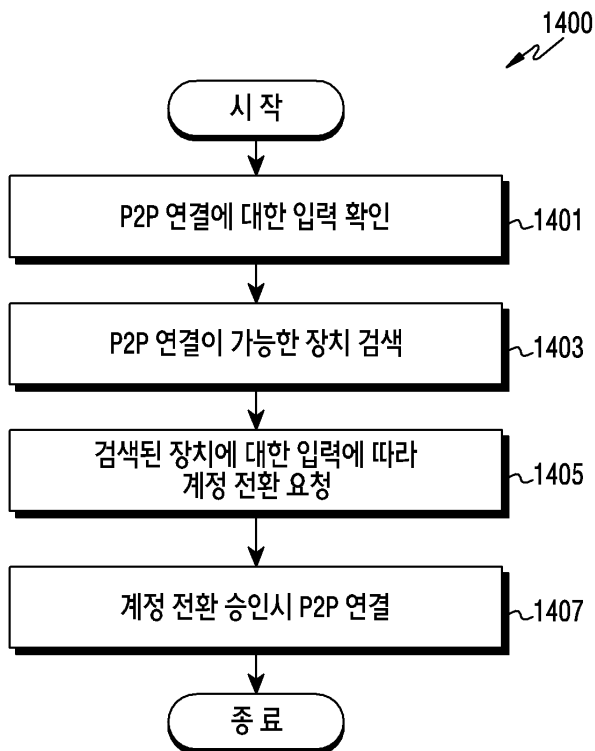 1400
시 작
P2P 연결에 대한 입력 확인
1401
P2P 연결이 가능한 장치 검색
1403
검색된 장치에 대한 입력에 따라
계정 전환 요청
1405
계정 전환 승인시 P2P 연결
1407
종 료